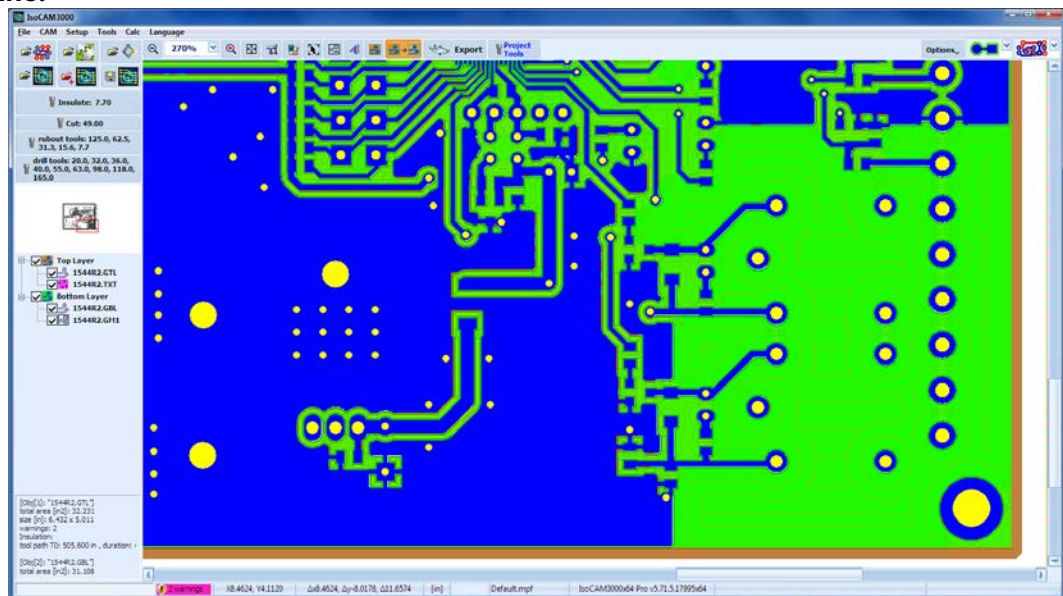 IsoCAM3000
File CAM Setup Tools Calc Language
270% Export Project Tools Options
Insulate: 7.70
Cut: 49.00
rubout tools: 125.0, 62.5,
31.3, 15.6, 7.7
drill tools: 20.0, 32.0, 36.0,
40.0, 55.0, 63.0, 98.0, 118.0,
165.0
Top Layer
1544R2.GTL
1544R2.TXT
Bottom Layer
1544R2.GBL
1544R2.GM1
[Obj[1]: "1544R2.GTL"]
total area [in2]: 32.231
size [in]: 6.432 x 5.011
warnings: 2
Insulation:
tool path T0: 505.600 in , duration:
[Obj[2]: "1544R2.GBL"]
total area [in2]: 31.108
2 warnings X8.4624, Y4.1120 Δx8.4624, Δy-8.0178, Δ11.6574 [in] Default.mpf IsoCAM3000x64 Pro v5.71.5.17995x64